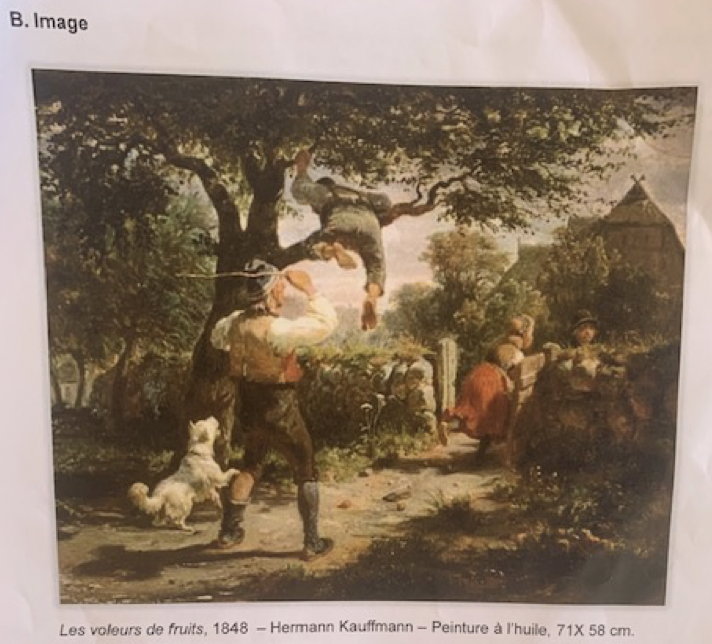 B. Image
Les voleurs de fruits, 1848 – Hermann Kauffmann – Peinture à l'huile, 71X 58 cm.